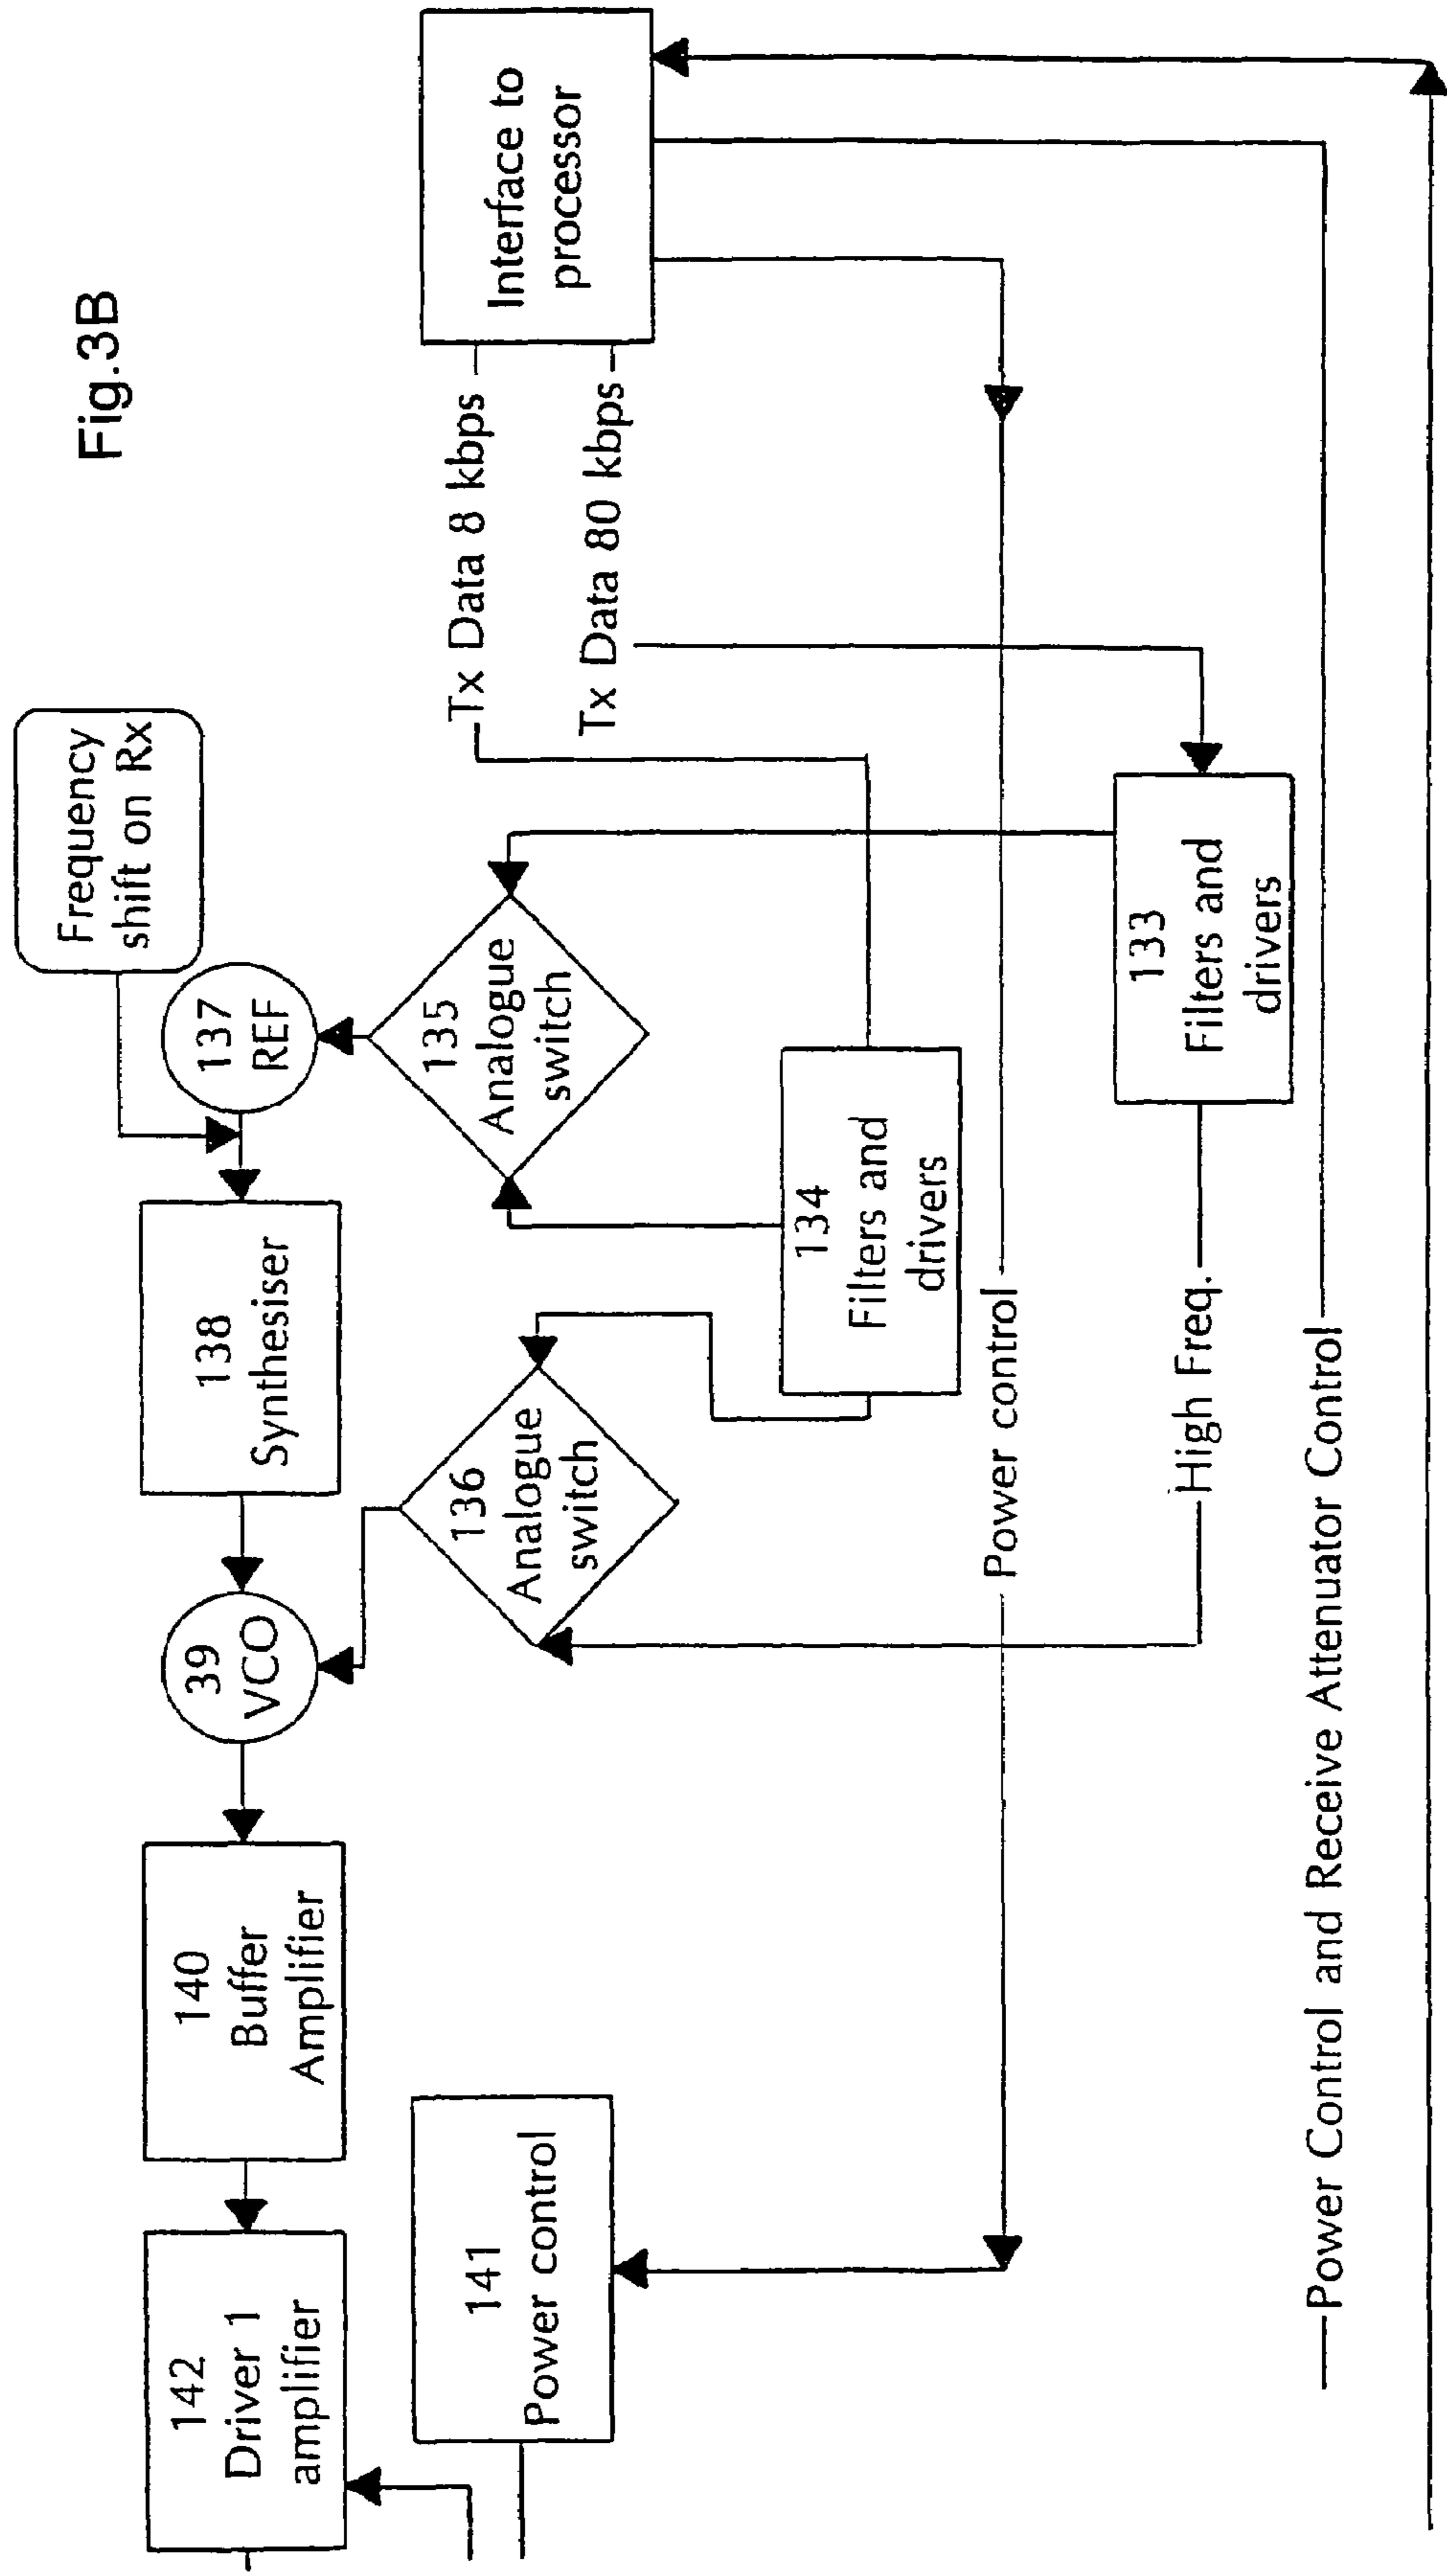 Fig.3B
Frequency
shift on Rx
142
Driver 1
amplifier
140
Buffer
Amplifier
39
VCO
138
Synthesiser
137
REF
141
Power control
136
Analogue
switch
135
Analogue
switch
Tx Data 8 kbps
Tx Data 80 kbps
Interface to
processor
134
Filters and
drivers
Power control
High Freq.
133
Filters and
drivers
Power Control and Receive Attenuator Control